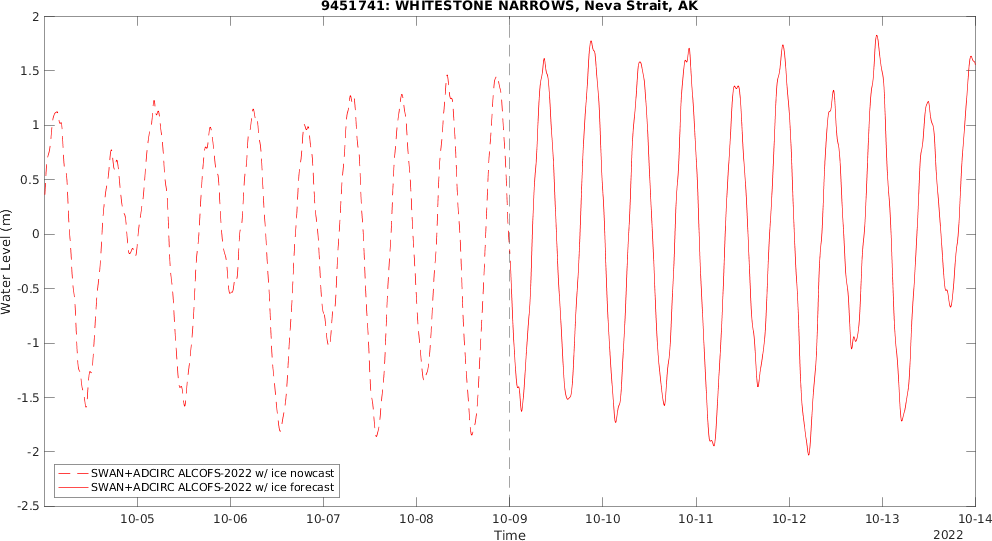 9451741: WHITESTONE NARROWS, Neva Strait, AK
2
1.5
1
0.5
0
-0.5
-1
-1.5
-2
-2.5
Water Level (m)
SWAN+ADCIRC ALCOFS-2022 w/ ice nowcast
SWAN+ADCIRC ALCOFS-2022 w/ ice forecast
10-05 10-06 10-07 10-08 10-09 10-10 10-11 10-12 10-13 10-14
Time
2022